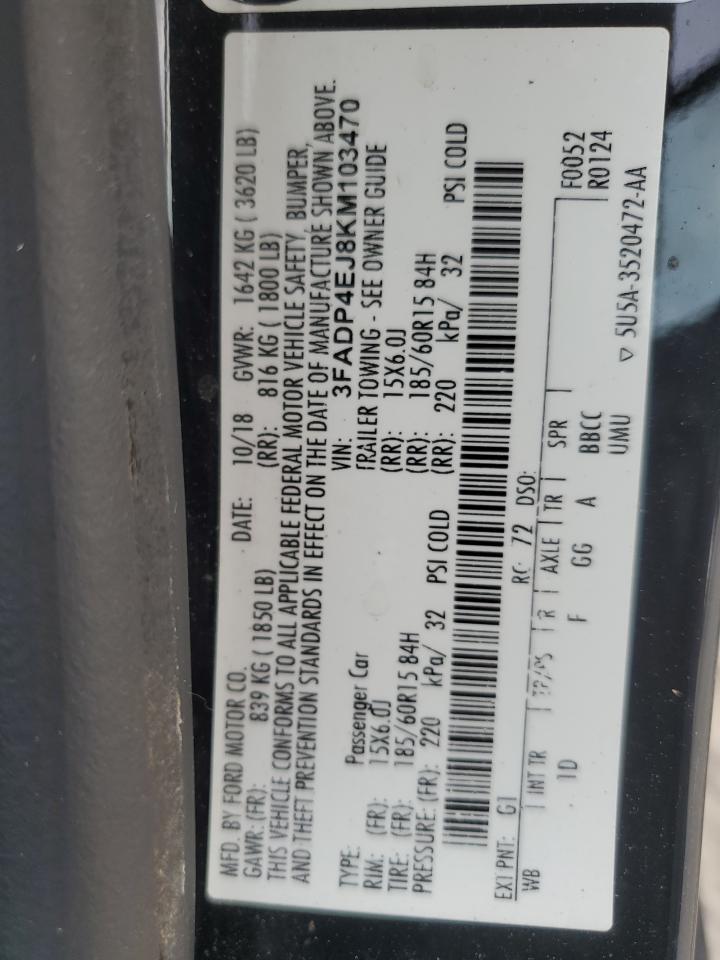 MFD. BY FORD MOTOR CO. DATE: 10/18 GVWR: 1642 KG ( 3620 LB)
GAWR: (FR): 839 KG ( 1850 LB) (RR): 816 KG ( 1800 LB)
THIS VEHICLE CONFORMS TO ALL APPLICABLE FEDERAL MOTOR VEHICLE SAFETY, BUMPER,
AND THEFT PREVENTION STANDARDS IN EFFECT ON THE DATE OF MANUFACTURE SHOWN ABOVE.
VIN: 3FADP4EJ8KM103470
TYPE: Passenger Car TRAILER TOWING - SEE OWNER GUIDE
RIM: (FR): 15X6.0J (RR): 15X6.0J
TIRE: (FR): 185/60R15 84H (RR): 185/60R15 84H
PRESSURE: (FR): 220 kPa/ 32 PSI COLD (RR): 220 kPa/ 32 PSI COLD
EXT PNT: G1 RC: 72 DSO: F0052
WB INT TR TP/PS R AXLE TR SPR R0124
1D F GG A BBCC
UMU
▽ 5U5A-3520472-AA